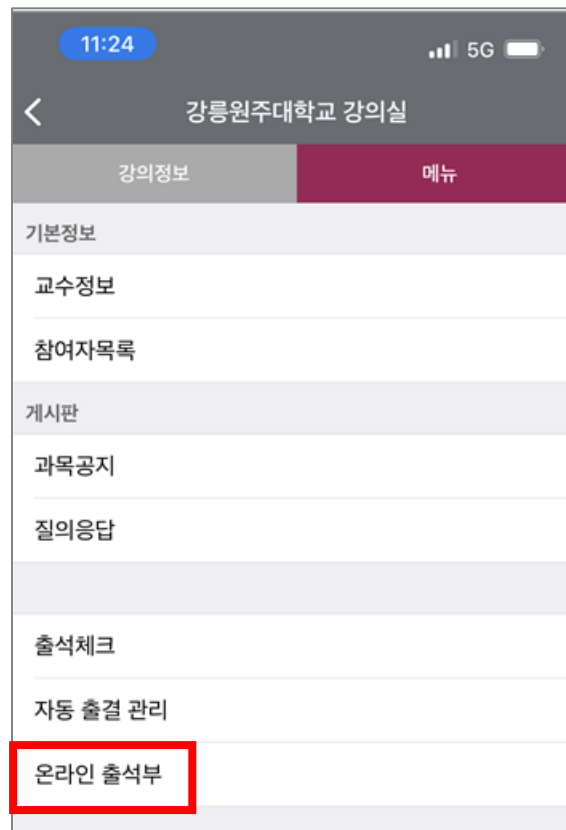 11:24
5G
강릉원주대학교 강의실
강의정보
메뉴
기본정보
교수정보
참여자목록
게시판
과목공지
질의응답
출석체크
자동 출결 관리
온라인 출석부